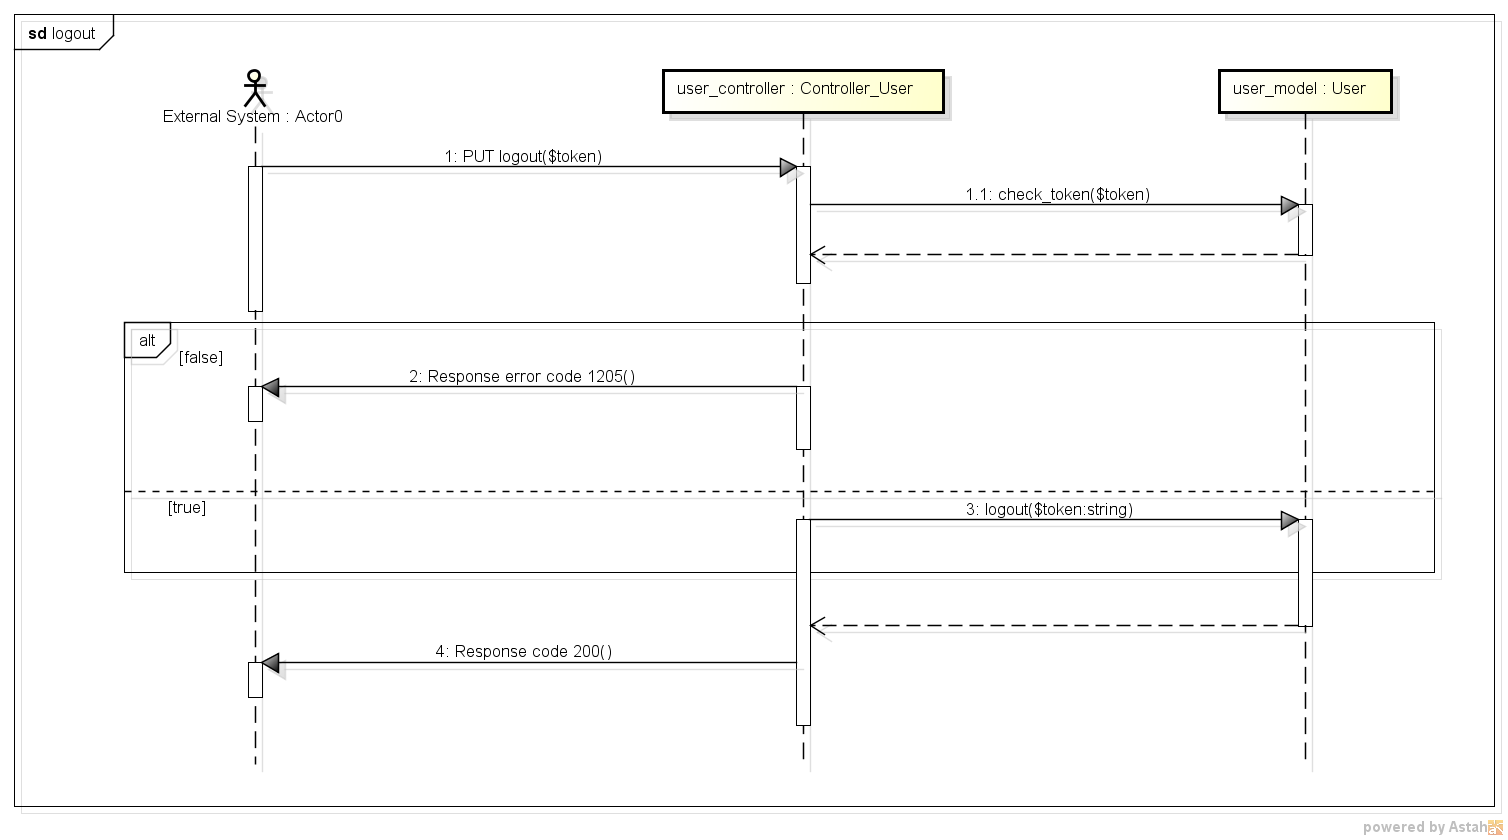 sd logout
External System : Actor0
user_controller : Controller_User
user_model : User
1: PUT logout($token)
1.1: check_token($token)
alt
[false]
2: Response error code 1205()
[true]
3: logout($token:string)
4: Response code 200()
powered by Astah